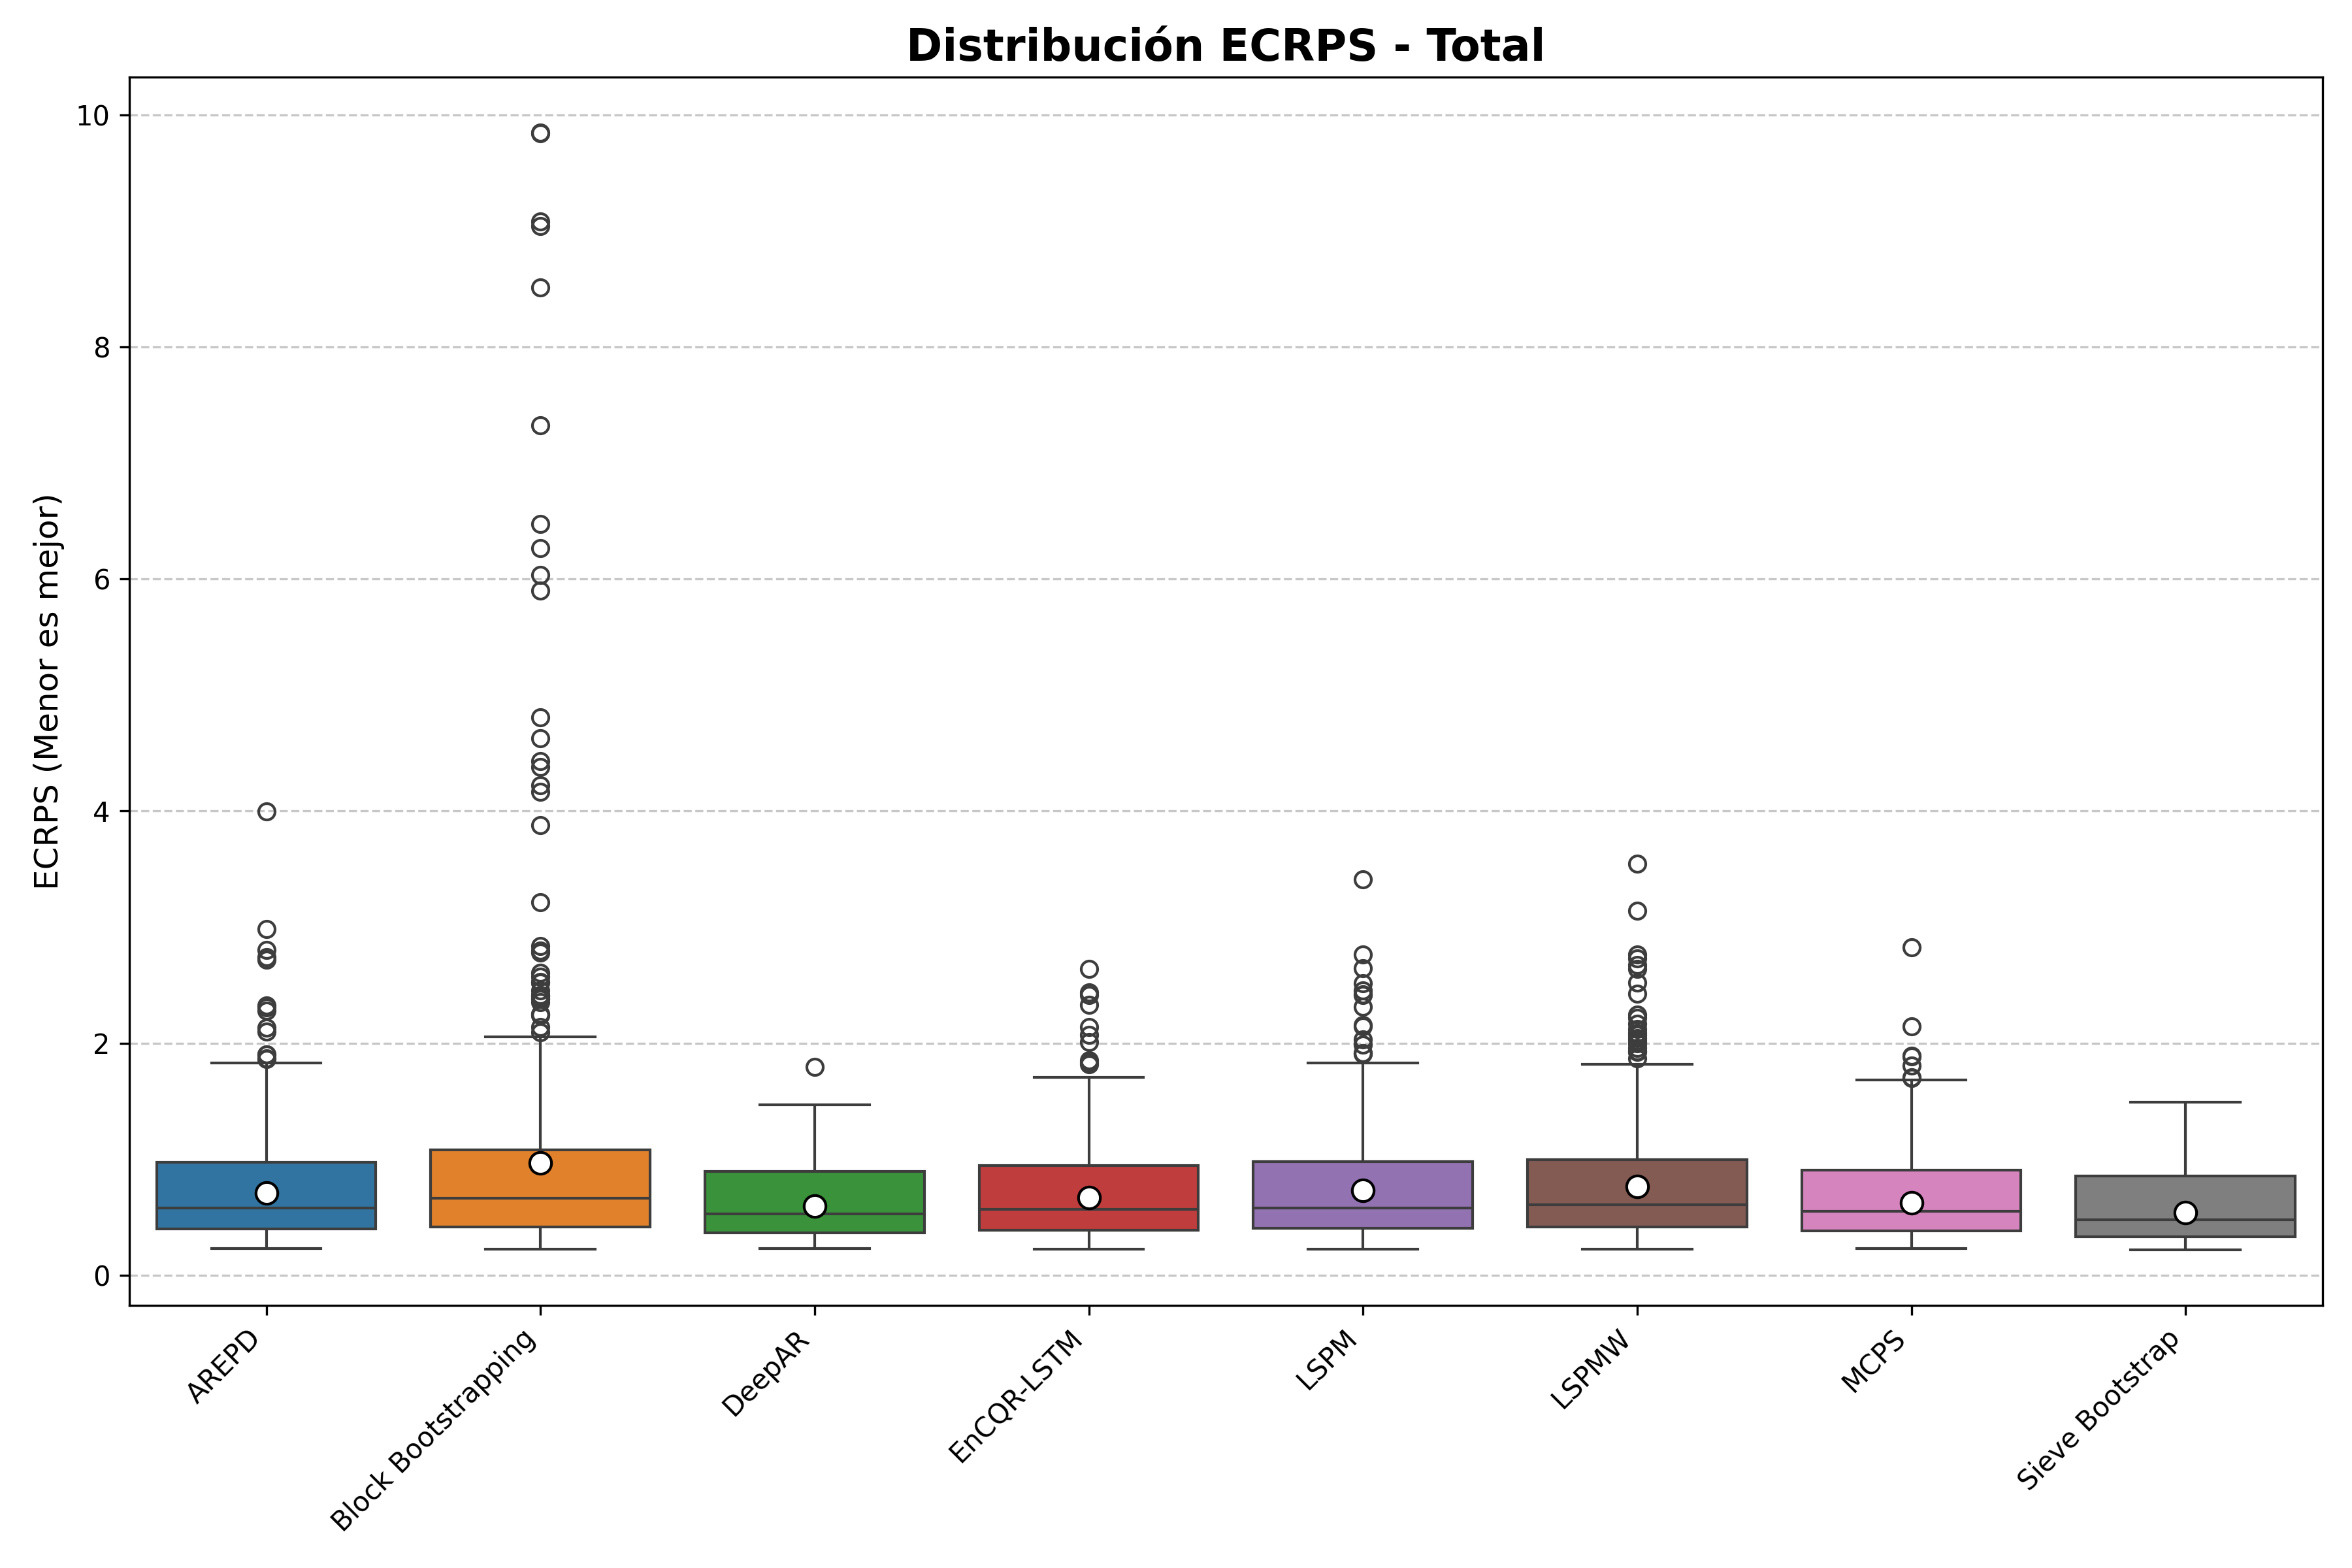 Distribución ECRPS - Total
ECRPS (Menor es mejor)
10
8
6
4
2
0
AREPD
Block Bootstrapping
DeepAR
EnCQR-LSTM
LSPM
LSPMW
MCPS
Sieve Bootstrap